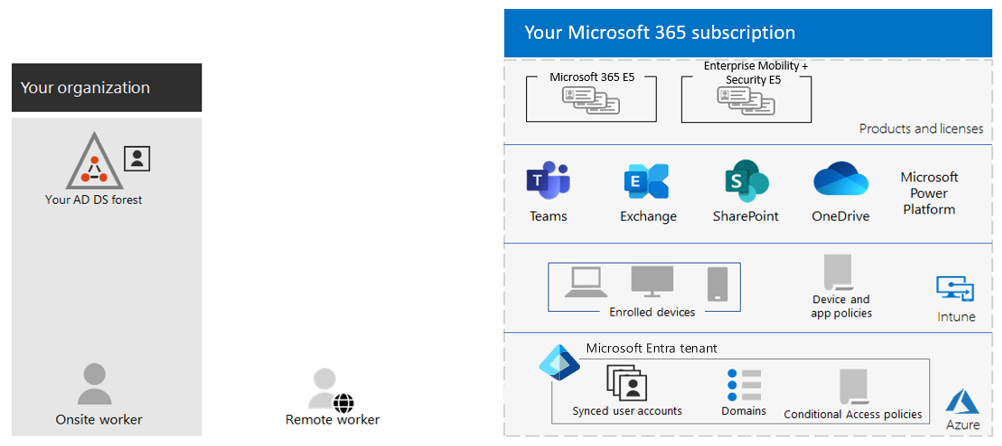 Your organization
Your AD DS forest
Onsite worker
Remote worker
Your Microsoft 365 subscription
Microsoft 365 E5
Enterprise Mobility +
Security E5
Products and licenses
T
Teams
E
Exchange
S
SharePoint
OneDrive
Microsoft
Power
Platform
Enrolled devices
Device and
app policies
Intune
Microsoft Entra tenant
Synced user accounts
Domains
Conditional Access policies
Azure